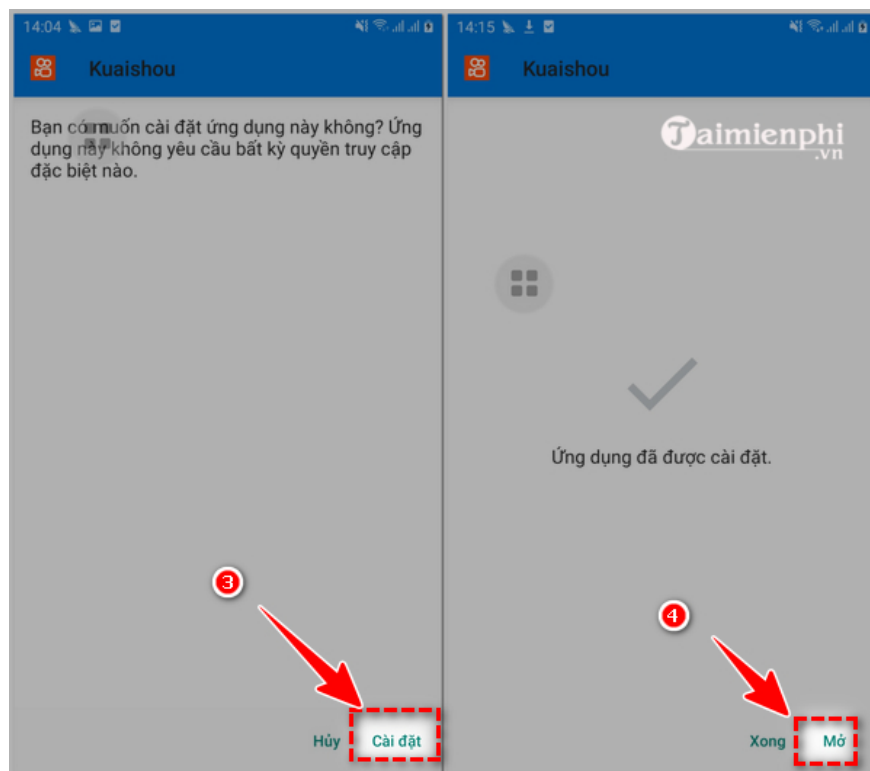 14:04
Kuaishou
Bạn có muốn cài đặt ứng dụng này không? Ứng
dụng này không yêu cầu bất kỳ quyền truy cập
đặc biệt nào.
3
Hủy Cài đặt
14:15
Kuaishou
Taimienphi
.vn
Ứng dụng đã được cài đặt.
4
Xong Mở